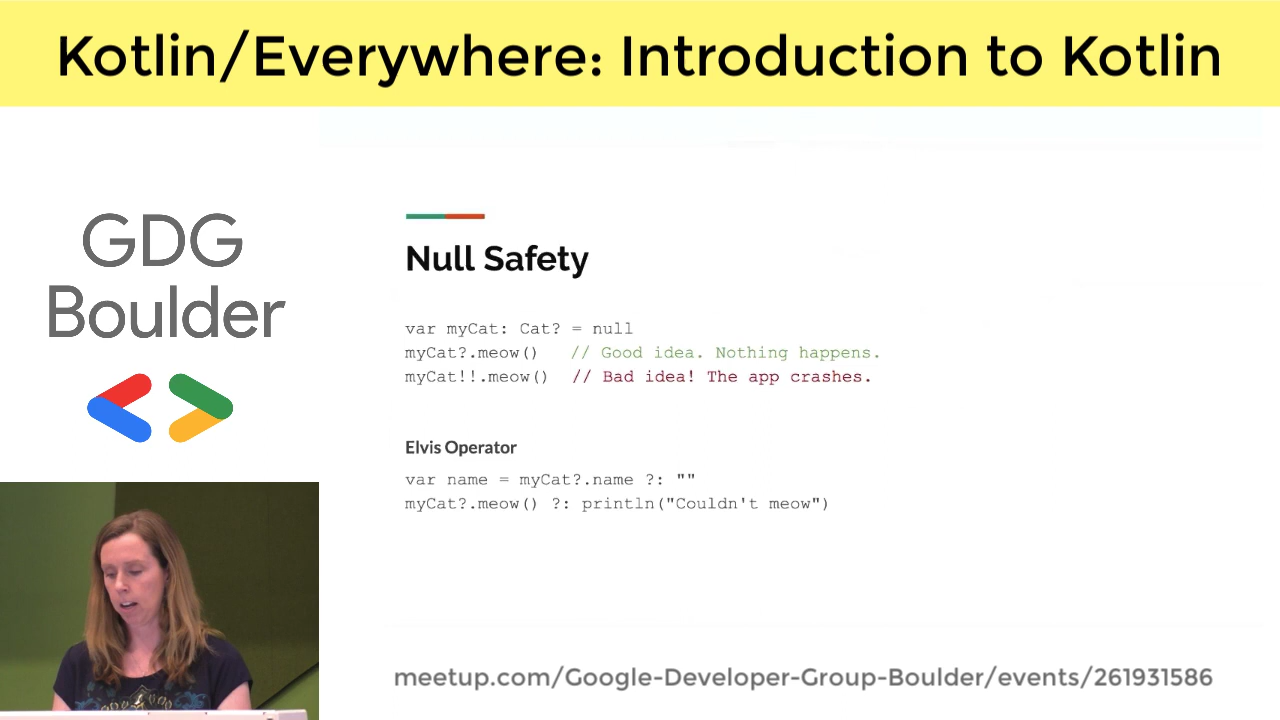 Kotlin/Everywhere: Introduction to Kotlin
GDG
Boulder
Null Safety
var myCat: Cat? = null
myCat?.meow()   // Good idea. Nothing happens.
myCat!!.meow()  // Bad idea! The app crashes.
Elvis Operator
var name = myCat?.name ?: ""
myCat?.meow() ?: println("Couldn't meow")
meetup.com/Google-Developer-Group-Boulder/events/261931586